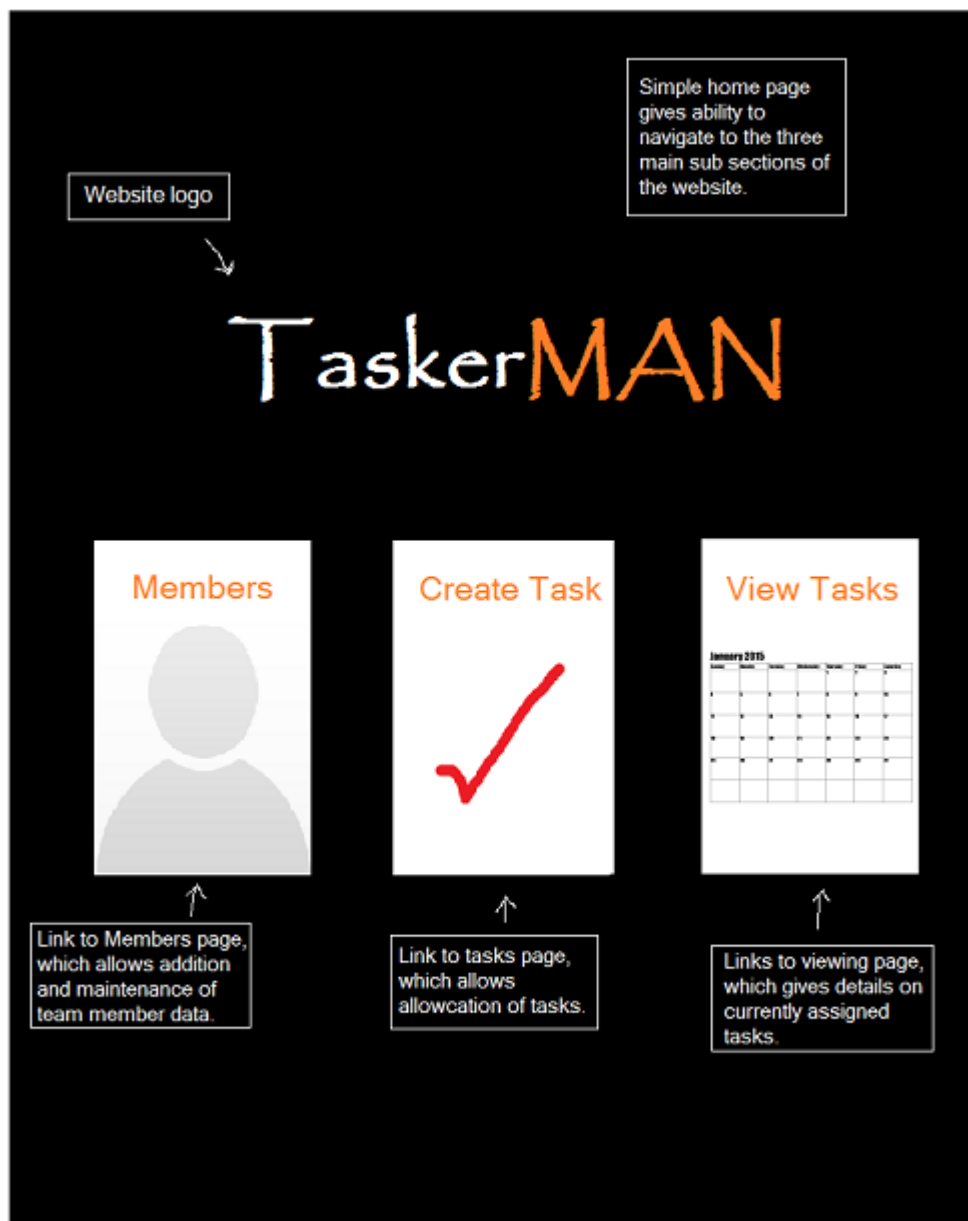 Simple home page
gives ability to
navigate to the three
main sub sections of
the website.
Website logo
TaskerMAN
Members
Create Task
View Tasks
January 2015
Link to Members page,
which allows addition
and maintenance of
team member data.
Link to tasks page,
which allows
allowcation of tasks.
Links to viewing page,
which gives details on
currently assigned
tasks.